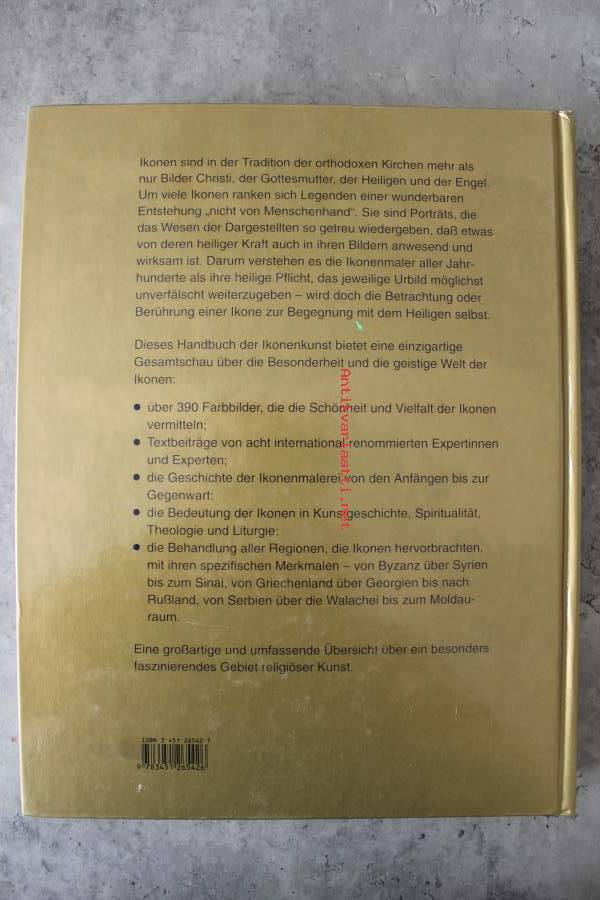 Ikonen sind in der Tradition der orthodoxen Kirchen mehr als
nur Bilder Christi, der Gottesmutter, der Heiligen und der Engel.
Um viele Ikonen ranken sich Legenden einer wunderbaren
Entstehung „nicht von Menschenhand“. Sie sind Porträts, die
das Wesen der Dargestellten so getreu wiedergeben, daß etwas
von deren heiliger Kraft auch in ihren Bildern anwesend und
wirksam ist. Darum verstehen es die Ikonenmaler aller Jahr-
hunderte als ihre heilige Pflicht, das jeweilige Urbild möglichst
unverfälscht weiterzugeben – wird doch die Betrachtung oder
Berührung einer Ikone zur Begegnung mit dem Heiligen selbst.
Dieses Handbuch der Ikonenkunst bietet eine einzigartige
Gesamtschau über die Besonderheit und die geistige Welt der
Ikonen:
● über 390 Farbbilder, die die Schönheit und Vielfalt der Ikonen
vermitteln;
● Textbeiträge von acht international renommierten Expertinnen
und Experten;
● die Geschichte der Ikonenmalerei von den Anfängen bis zur
Gegenwart;
● die Bedeutung der Ikonen in Kunstgeschichte, Spiritualität,
Theologie und Liturgie;
● die Behandlung aller Regionen, die Ikonen hervorbrachten,
mit ihren spezifischen Merkmalen – von Byzanz über Syrien
bis zum Sinai, von Griechenland über Georgien bis nach
Rußland, von Serbien über die Walachei bis zum Moldau-
raum.
Eine großartige und umfassende Übersicht über ein besonders
faszinierendes Gebiet religiöser Kunst.
ISBN 3-451-26542-7
9 783451 265426
Antikvariaatti.net